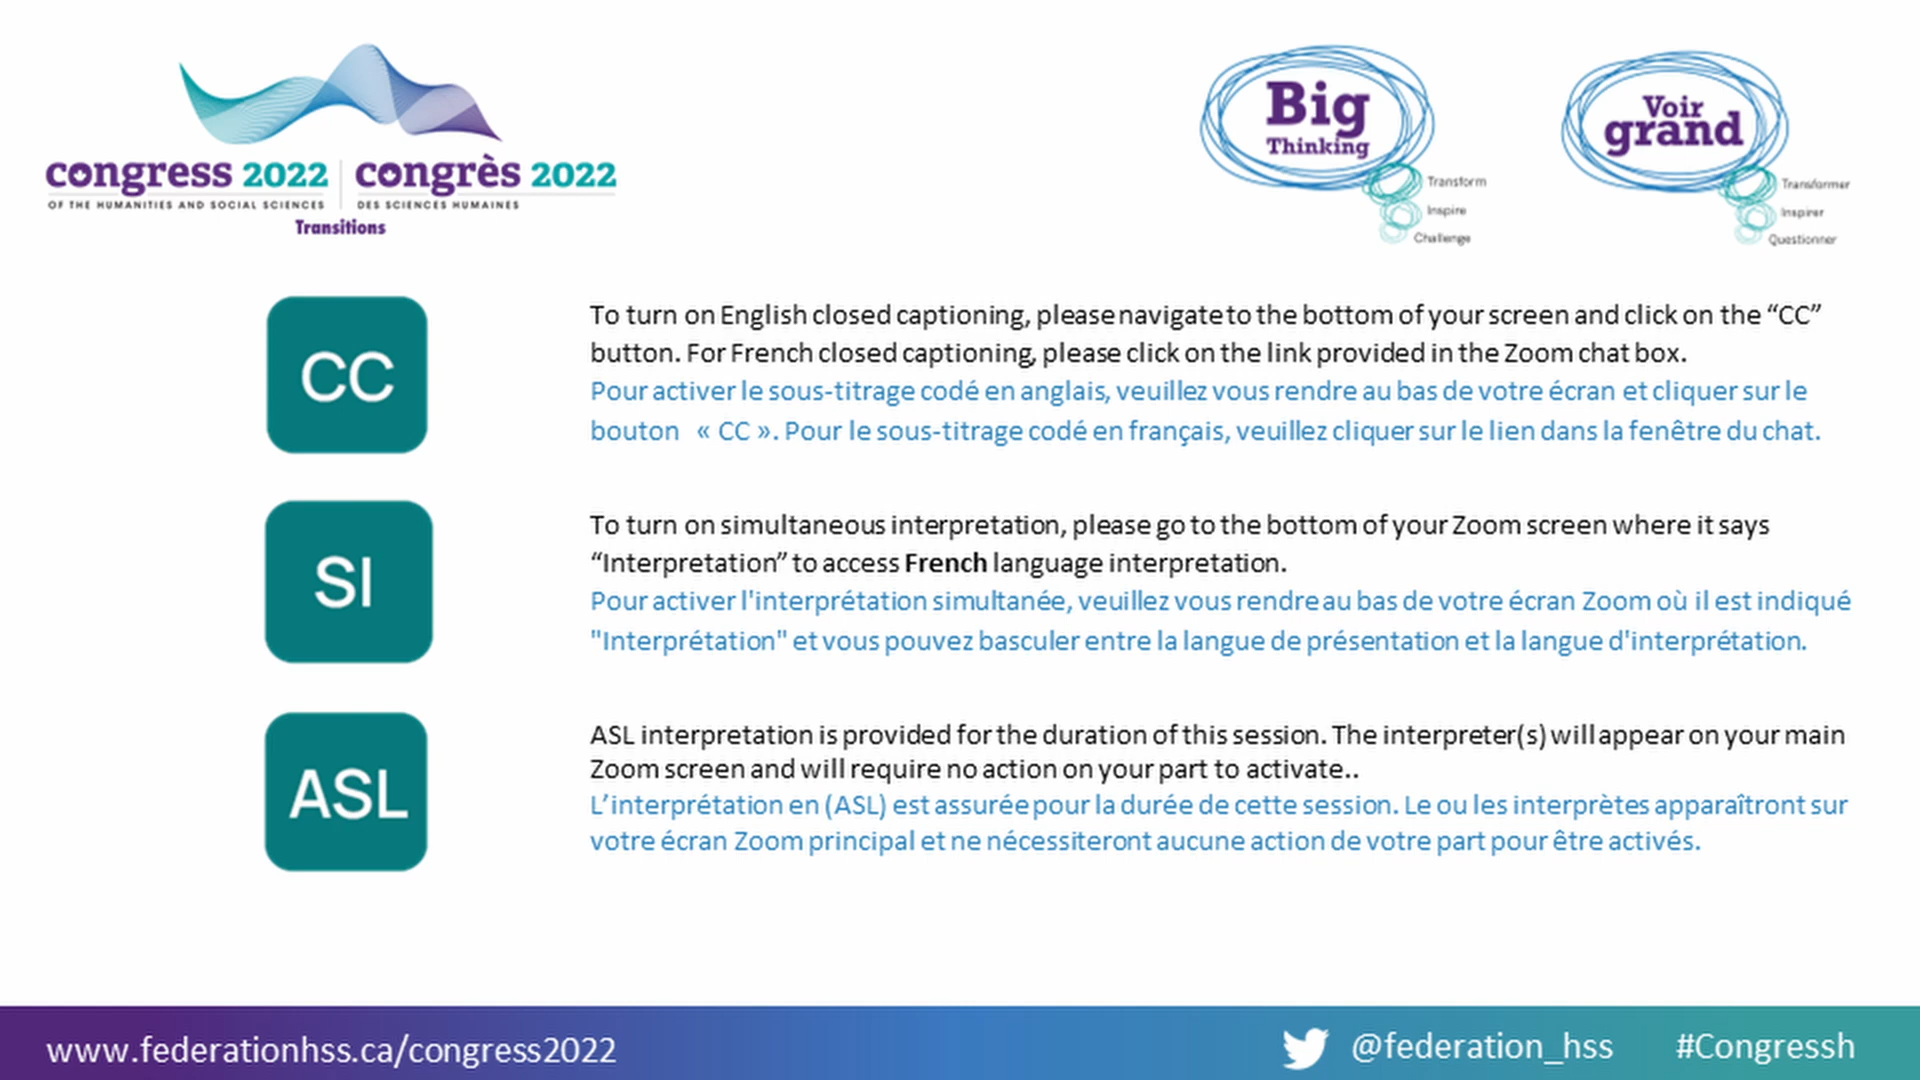 congress 2022 congrès 2022
OF THE HUMANITIES AND SOCIAL SCIENCES DES SCIENCES HUMAINES
Transitions
Big
Thinking
Transform
Inspire
Challenge
Voir
grand
Transformer
Inspirer
Questionner
CC
To turn on English closed captioning, please navigate to the bottom of your screen and click on the “CC”
button. For French closed captioning, please click on the link provided in the Zoom chat box.
Pour activer le sous-titrage codé en anglais, veuillez vous rendre au bas de votre écran et cliquer sur le
bouton « CC ». Pour le sous-titrage codé en français, veuillez cliquer sur le lien dans la fenêtre du chat.
SI
To turn on simultaneous interpretation, please go to the bottom of your Zoom screen where it says
“Interpretation” to access French language interpretation.
Pour activer l'interprétation simultanée, veuillez vous rendre au bas de votre écran Zoom où il est indiqué
"Interprétation" et vous pouvez basculer entre la langue de présentation et la langue d'interprétation.
ASL
ASL interpretation is provided for the duration of this session. The interpreter(s) will appear on your main
Zoom screen and will require no action on your part to activate..
L’interprétation en (ASL) est assurée pour la durée de cette session. Le ou les interprètes apparaîtront sur
votre écran Zoom principal et ne nécessiteront aucune action de votre part pour être activés.
www.federationhss.ca/congress2022
@federation_hss #Congressh